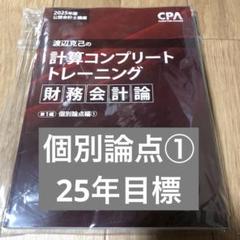 2025年版
公認会計士講座
CPA
渡辺克己の
計算コンプリート
トレーニング
財務会計論
第1編 個別論点編①
個別論点①
25年目標